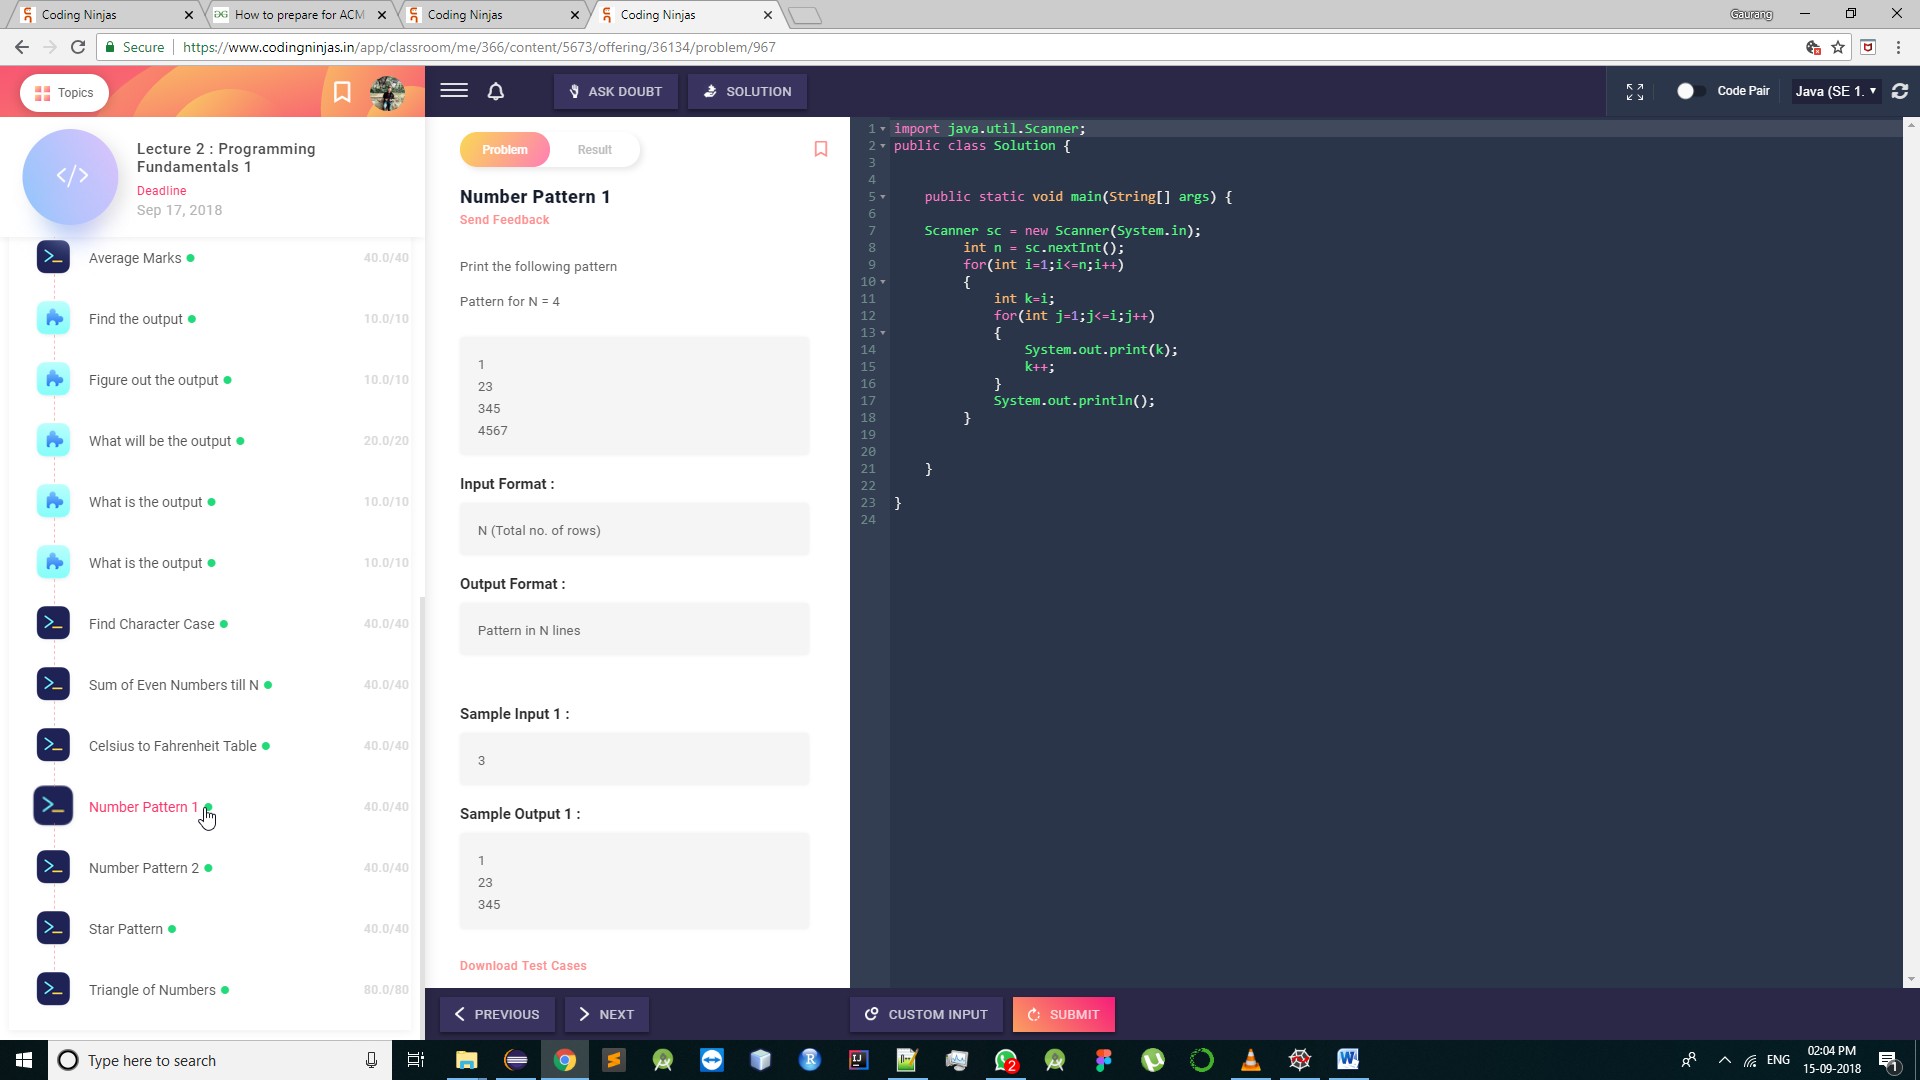 Coding Ninjas
How to prepare for ACM
Coding Ninjas
Coding Ninjas
Gaurang
Secure
https://www.codingninjas.in/app/classroom/me/366/content/5673/offering/36134/problem/967
Topics
ASK DOUBT
SOLUTION
Code Pair
Java (SE 1.
Lecture 2 : Programming
Fundamentals 1
Deadline
Sep 17, 2018
Average Marks 40.0/40
Find the output 10.0/10
Figure out the output 10.0/10
What will be the output 20.0/20
What is the output 10.0/10
What is the output 10.0/10
Find Character Case 40.0/40
Sum of Even Numbers till N 40.0/40
Celsius to Fahrenheit Table 40.0/40
Number Pattern 1 40.0/40
Number Pattern 2 40.0/40
Star Pattern 40.0/40
Triangle of Numbers 80.0/80
Problem
Result
Number Pattern 1
Send Feedback
Print the following pattern
Pattern for N = 4
1
23
345
4567
Input Format :
N (Total no. of rows)
Output Format :
Pattern in N lines
Sample Input 1 :
3
Sample Output 1 :
1
23
345
Download Test Cases
1 import java.util.Scanner;
2 public class Solution {
3
4
5 public static void main(String[] args) {
6
7 Scanner sc = new Scanner(System.in);
8 int n = sc.nextInt();
9 for(int i=1;i<=n;i++)
10 {
11 int k=i;
12 for(int j=1;j<=i;j++)
13 {
14 System.out.print(k);
15 k++;
16 }
17 System.out.println();
18 }
19
20
21 }
22
23 }
24
PREVIOUS
NEXT
CUSTOM INPUT
SUBMIT
Type here to search
2
ENG
02:04 PM
15-09-2018
1